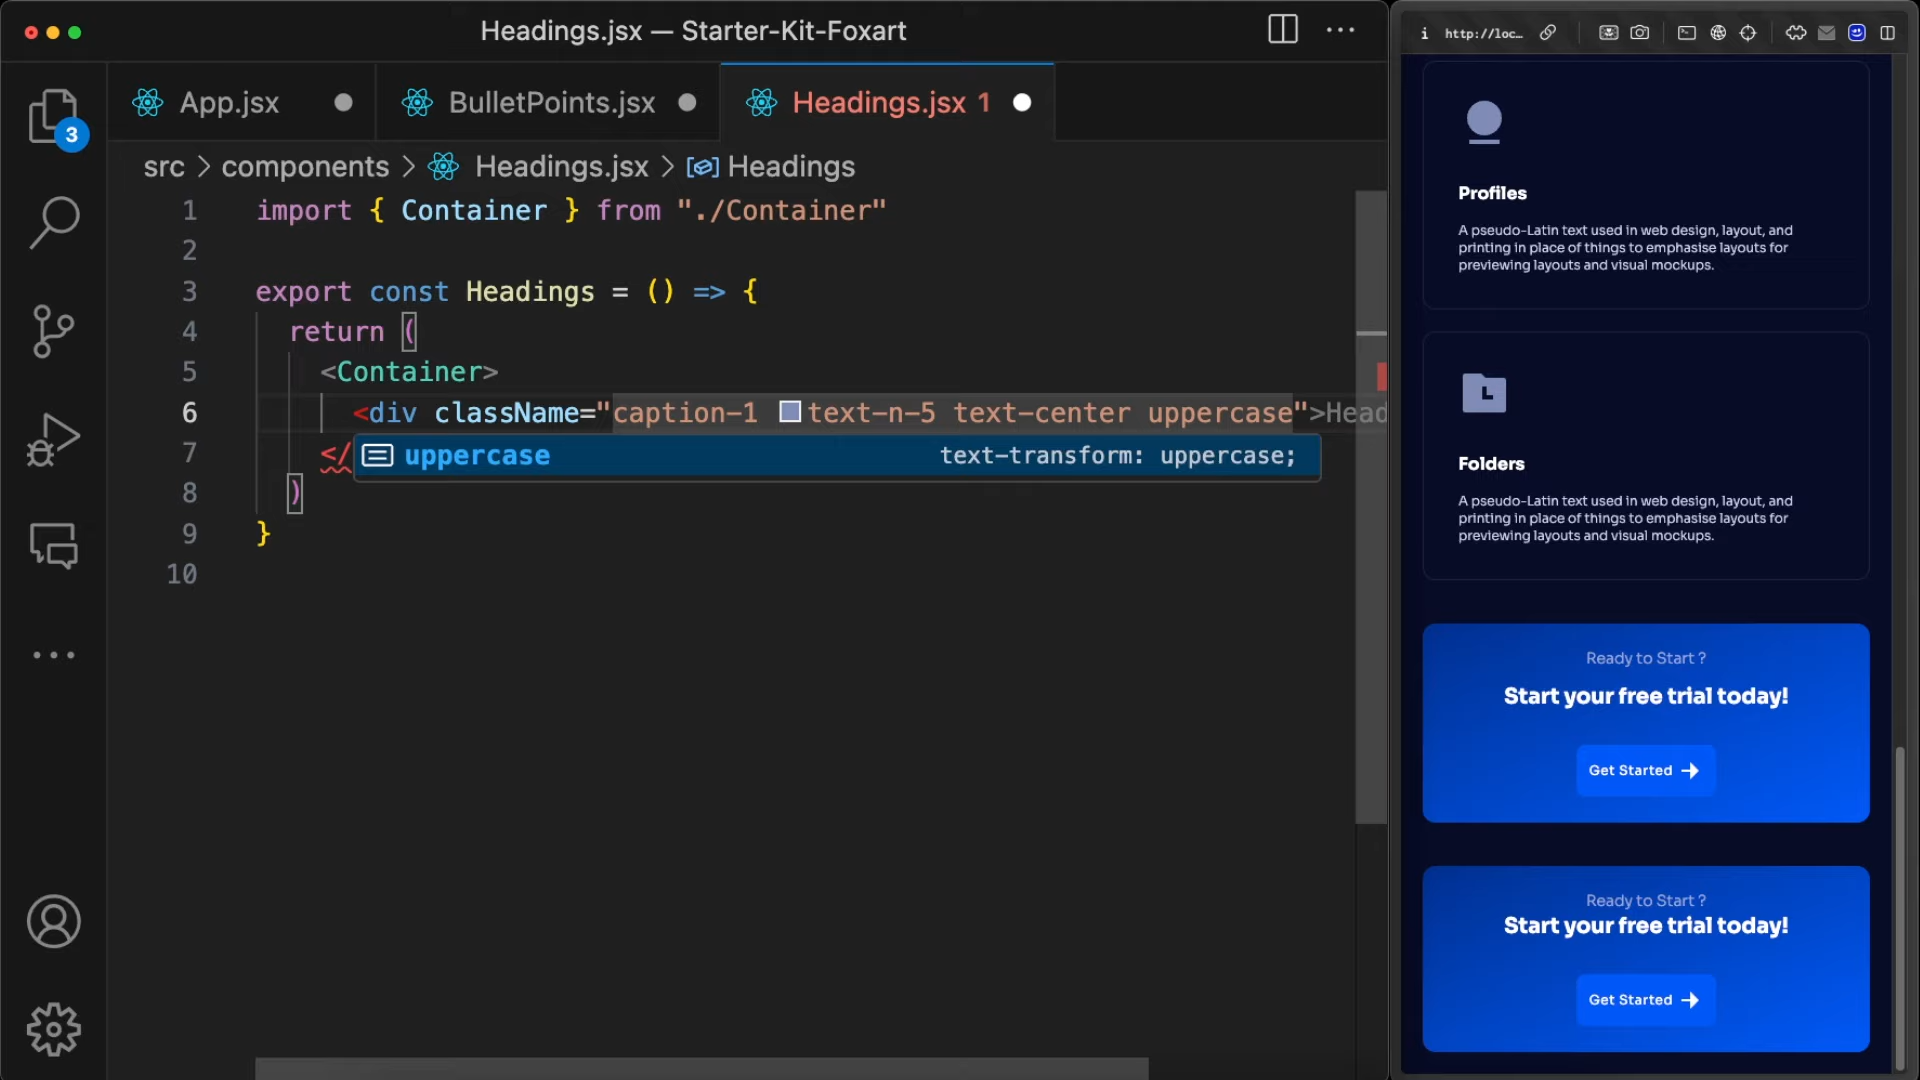 Headings.jsx — Starter-Kit-Foxart
App.jsx
BulletPoints.jsx
Headings.jsx 1
3
src > components > Headings.jsx > Headings
1 import { Container } from "./Container"
2
3 export const Headings = () => {
4 return (
5 <Container>
6 <div className="caption-1 text-n-5 text-center uppercase">Head
7 </
uppercase text-transform: uppercase;
8 )
9 }
10
http://loc…
Profiles
A pseudo-Latin text used in web design, layout, and
printing in place of things to emphasise layouts for
previewing layouts and visual mockups.
Folders
A pseudo-Latin text used in web design, layout, and
printing in place of things to emphasise layouts for
previewing layouts and visual mockups.
Ready to Start ?
Start your free trial today!
Get Started
Ready to Start ?
Start your free trial today!
Get Started